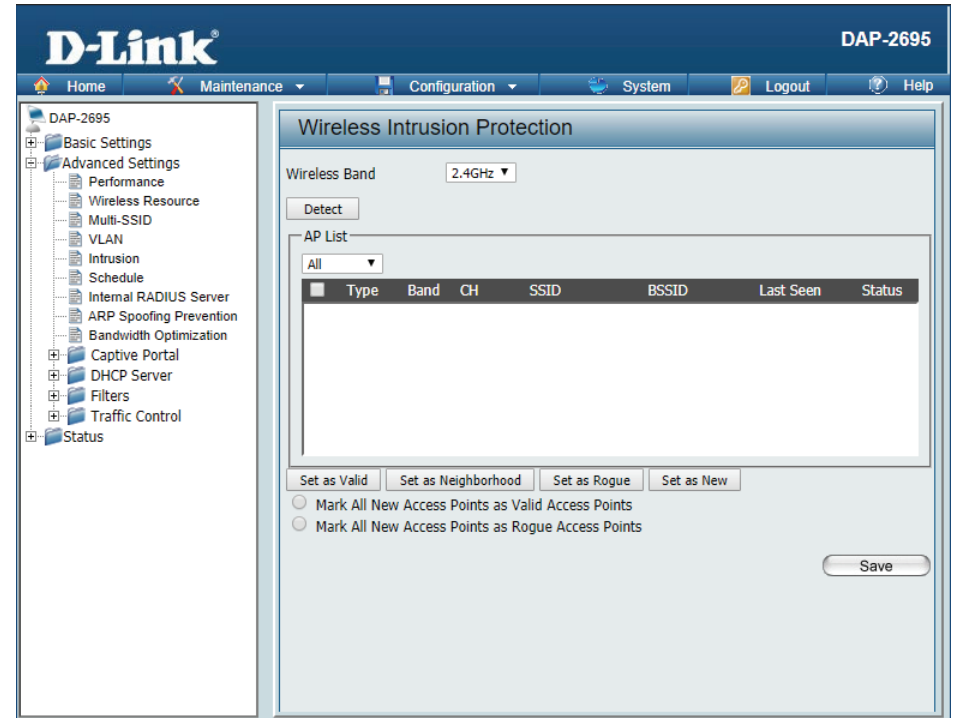 D-Link®
DAP-2695
Home Maintenance Configuration System Logout Help
DAP-2695
Basic Settings
Advanced Settings
Performance
Wireless Resource
Multi-SSID
VLAN
Intrusion
Schedule
Internal RADIUS Server
ARP Spoofing Prevention
Bandwidth Optimization
Captive Portal
DHCP Server
Filters
Traffic Control
Status
Wireless Intrusion Protection
Wireless Band 2.4GHz
Detect
AP List
All
Type Band CH SSID BSSID Last Seen Status
Set as Valid Set as Neighborhood Set as Rogue Set as New
Mark All New Access Points as Valid Access Points
Mark All New Access Points as Rogue Access Points
Save